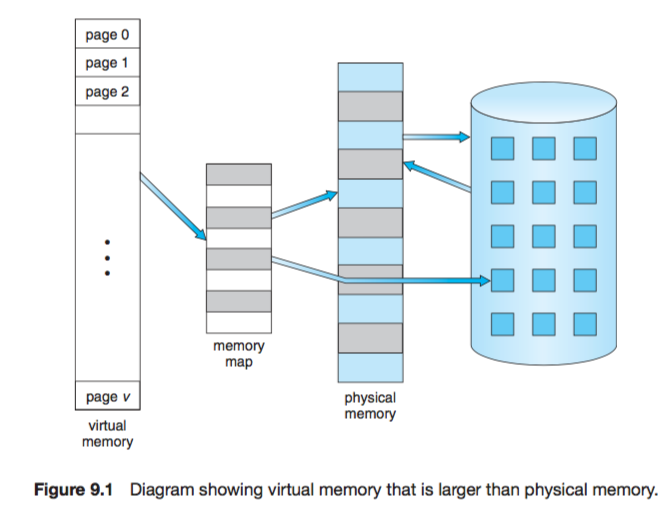 page 0
page 1
page 2
page v
virtual
memory
memory
map
physical
memory
Figure 9.1 Diagram showing virtual memory that is larger than physical memory.